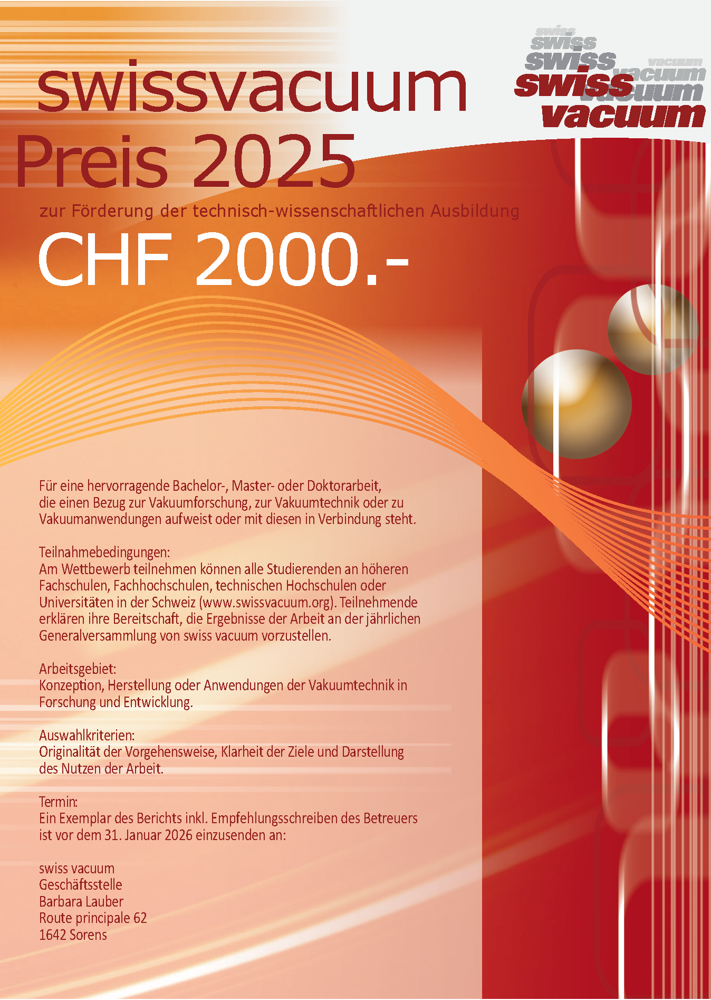 swiss
swiss
swiss
swiss
vacuum
vacuum
vacuum
vacuum
swissvacuum
Preis 2025
zur Förderung der technisch-wissenschaftlichen Ausbildung
CHF 2000.-
Für eine hervorragende Bachelor-, Master- oder Doktorarbeit,
die einen Bezug zur Vakuumforschung, zur Vakuumtechnik oder zu
Vakuumanwendungen aufweist oder mit diesen in Verbindung steht.
Teilnahmebedingungen:
Am Wettbewerb teilnehmen können alle Studierenden an höheren
Fachschulen, Fachhochschulen, technischen Hochschulen oder
Universitäten in der Schweiz (www.swissvacuum.org). Teilnehmende
erklären ihre Bereitschaft, die Ergebnisse der Arbeit an der jährlichen
Generalversammlung von swiss vacuum vorzustellen.
Arbeitsgebiet:
Konzeption, Herstellung oder Anwendungen der Vakuumtechnik in
Forschung und Entwicklung.
Auswahlkriterien:
Originalität der Vorgehensweise, Klarheit der Ziele und Darstellung
des Nutzen der Arbeit.
Termin:
Ein Exemplar des Berichts inkl. Empfehlungsschreiben des Betreuers
ist vor dem 31. Januar 2026 einzusenden an:
swiss vacuum
Geschäftsstelle
Barbara Lauber
Route principale 62
1642 Sorens